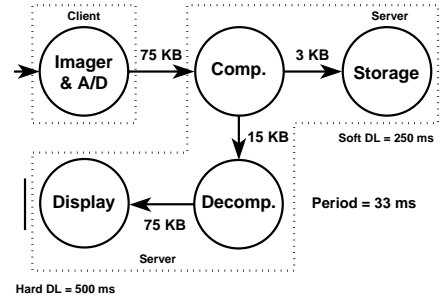 Client
Server
Imager
& A/D
75 KB
Comp.
3 KB
Storage
15 KB
Soft DL = 250 ms
Display
75 KB
Decomp.
Period = 33 ms
Server
Hard DL = 500 ms